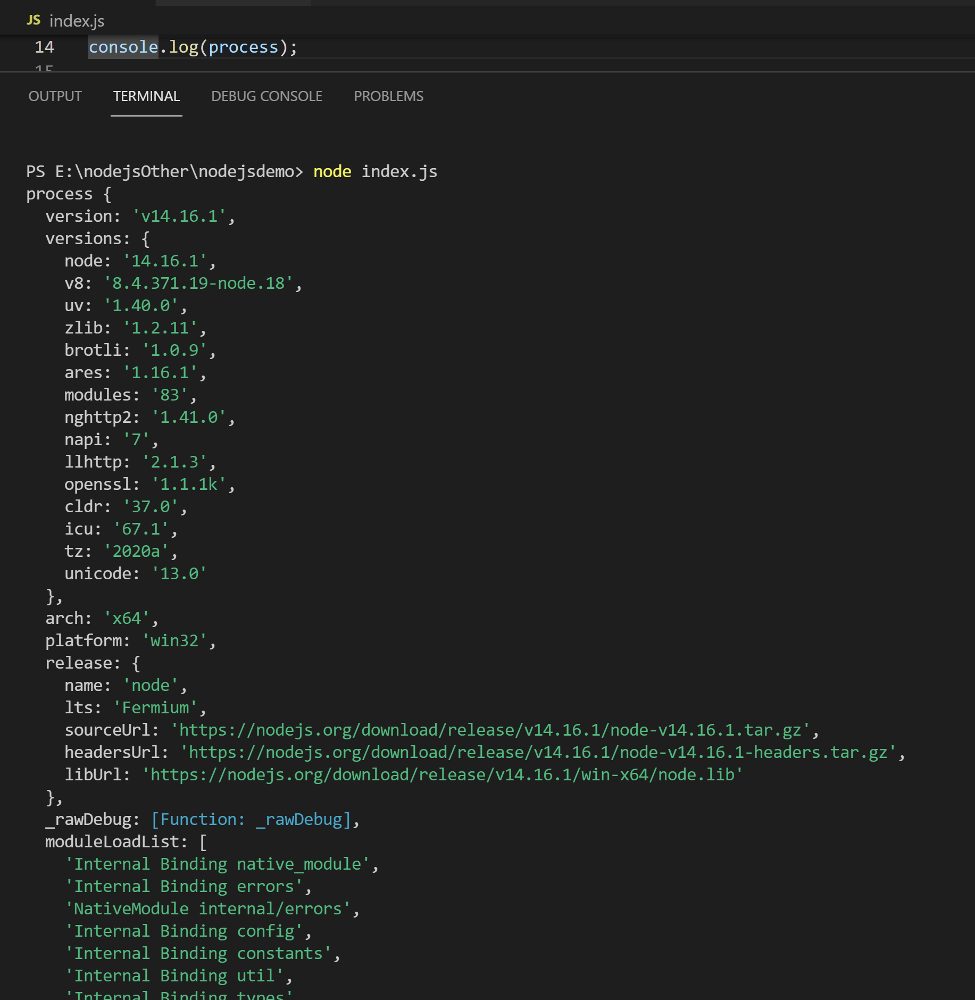 JS index.js
14 console.log(process);
15
OUTPUT TERMINAL DEBUG CONSOLE PROBLEMS
PS E:\nodejsOther\nodejsdemo> node index.js
process {
  version: 'v14.16.1',
  versions: {
    node: '14.16.1',
    v8: '8.4.371.19-node.18',
    uv: '1.40.0',
    zlib: '1.2.11',
    brotli: '1.0.9',
    ares: '1.16.1',
    modules: '83',
    nghttp2: '1.41.0',
    napi: '7',
    llhttp: '2.1.3',
    openssl: '1.1.1k',
    cldr: '37.0',
    icu: '67.1',
    tz: '2020a',
    unicode: '13.0'
  },
  arch: 'x64',
  platform: 'win32',
  release: {
    name: 'node',
    lts: 'Fermium',
    sourceUrl: 'https://nodejs.org/download/release/v14.16.1/node-v14.16.1.tar.gz',
    headersUrl: 'https://nodejs.org/download/release/v14.16.1/node-v14.16.1-headers.tar.gz',
    libUrl: 'https://nodejs.org/download/release/v14.16.1/win-x64/node.lib'
  },
  _rawDebug: [Function: _rawDebug],
  moduleLoadList: [
    'Internal Binding native_module',
    'Internal Binding errors',
    'NativeModule internal/errors',
    'Internal Binding config',
    'Internal Binding constants',
    'Internal Binding util',
    'Internal Binding types'